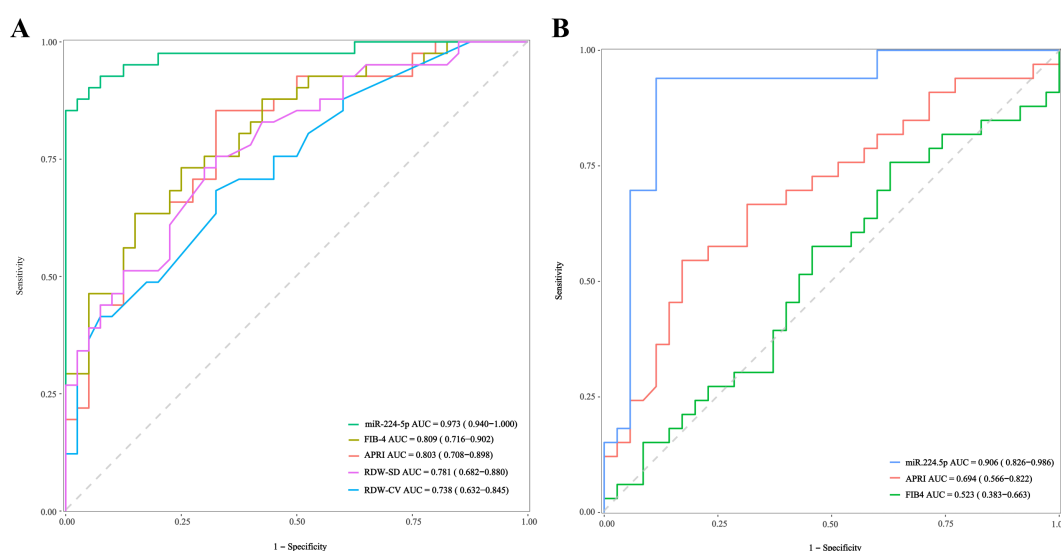 A
1.00
0.75
0.50
0.25
0.00
Sensitivity
miR-224-5p AUC = 0.973 ( 0.940−1.000)
FIB-4 AUC = 0.809 ( 0.716−0.902)
APRI AUC = 0.803 ( 0.708−0.898)
RDW-SD AUC = 0.781 ( 0.682−0.880)
RDW-CV AUC = 0.738 ( 0.632−0.845)
0.00 0.25 0.50 0.75 1.00
1 − Specificity
B
1.00
0.75
0.50
0.25
0.00
Sensitivity
miR.224.5p AUC = 0.906 (0.826−0.986)
APRI AUC = 0.694 (0.566−0.822)
FIB4 AUC = 0.523 (0.383−0.663)
0.00 0.25 0.50 0.75 1.0
1 − Specificity